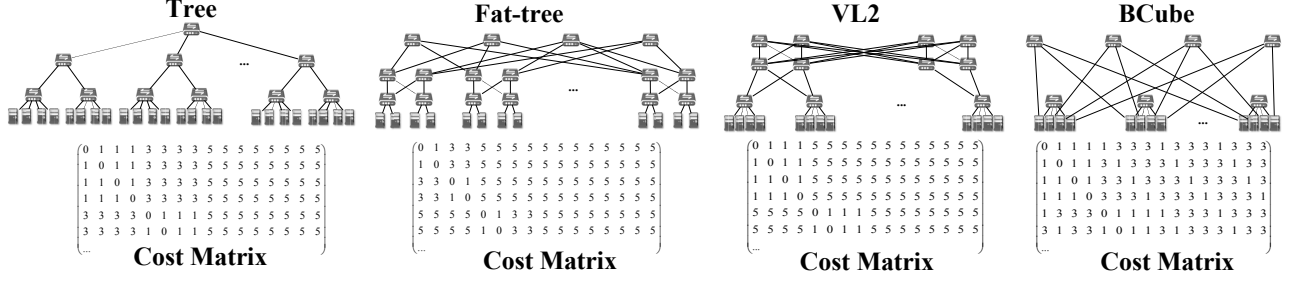 Tree
...
0 1 1 1 3 3 3 3 5 5 5 5 5 5 5 5
1 0 1 1 3 3 3 3 5 5 5 5 5 5 5 5
1 1 0 1 3 3 3 3 5 5 5 5 5 5 5 5
1 1 1 0 3 3 3 3 5 5 5 5 5 5 5 5
3 3 3 3 0 1 1 1 5 5 5 5 5 5 5 5
3 3 3 3 1 0 1 1 5 5 5 5 5 5 5 5
...
Cost Matrix
Fat-tree
...
0 1 3 3 5 5 5 5 5 5 5 5 5 5 5 5
1 0 3 3 5 5 5 5 5 5 5 5 5 5 5 5
3 3 0 1 5 5 5 5 5 5 5 5 5 5 5 5
3 3 1 0 5 5 5 5 5 5 5 5 5 5 5 5
5 5 5 5 0 1 3 3 5 5 5 5 5 5 5 5
5 5 5 5 1 0 3 3 5 5 5 5 5 5 5 5
...
Cost Matrix
VL2
...
0 1 1 1 5 5 5 5 5 5 5 5 5 5 5 5
1 0 1 1 5 5 5 5 5 5 5 5 5 5 5 5
1 1 0 1 5 5 5 5 5 5 5 5 5 5 5 5
1 1 1 0 5 5 5 5 5 5 5 5 5 5 5 5
5 5 5 5 0 1 1 1 5 5 5 5 5 5 5 5
5 5 5 5 1 0 1 1 5 5 5 5 5 5 5 5
...
Cost Matrix
BCube
...
0 1 1 1 1 3 3 3 1 3 3 3 1 3 3 3
1 0 1 1 3 1 3 3 3 1 3 3 3 1 3 3
1 1 0 1 3 3 1 3 3 3 1 3 3 3 1 3
1 1 1 0 3 3 3 1 3 3 3 1 3 3 3 1
1 3 3 3 0 1 1 1 1 3 3 3 1 3 3 3
3 1 3 3 1 0 1 1 3 1 3 3 3 1 3 3
...
Cost Matrix